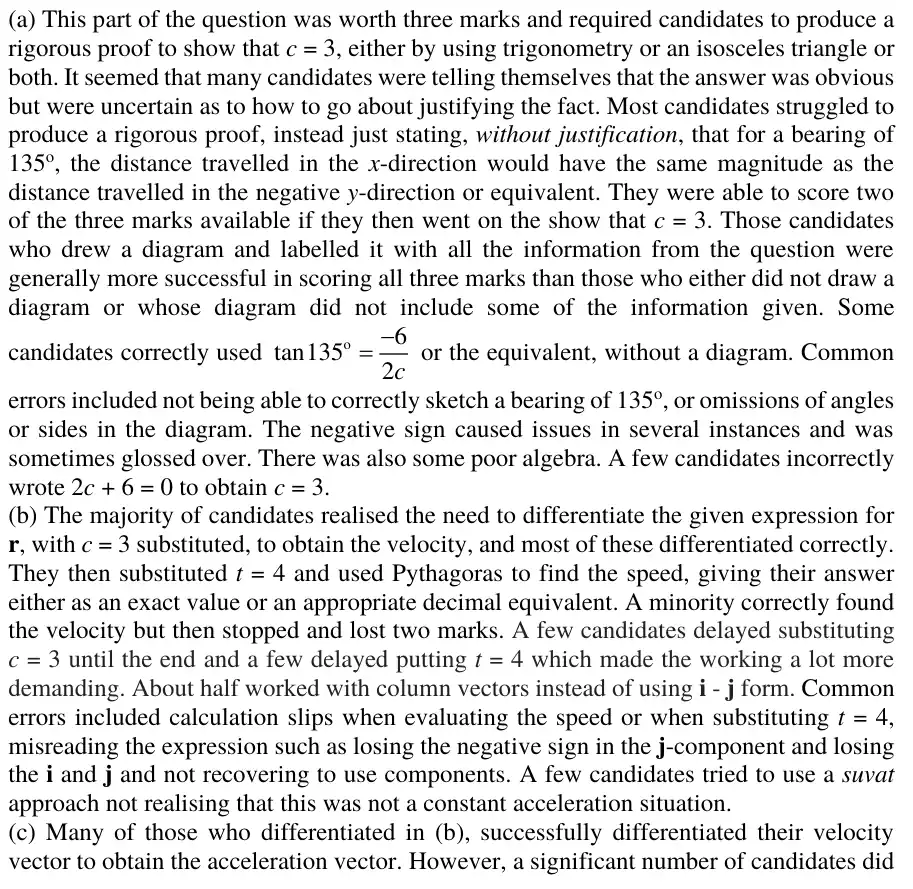 (a) This part of the question was worth three marks and required candidates to produce a
rigorous proof to show that c = 3, either by using trigonometry or an isosceles triangle or
both. It seemed that many candidates were telling themselves that the answer was obvious
but were uncertain as to how to go about justifying the fact. Most candidates struggled to
produce a rigorous proof, instead just stating, without justification, that for a bearing of
135º, the distance travelled in the x-direction would have the same magnitude as the
distance travelled in the negative y-direction or equivalent. They were able to score two
of the three marks available if they then went on the show that c = 3. Those candidates
who drew a diagram and labelled it with all the information from the question were
generally more successful in scoring all three marks than those who either did not draw a
diagram or whose diagram did not include some of the information given. Some
candidates correctly used tan135º = −6/2c or the equivalent, without a diagram. Common
errors included not being able to correctly sketch a bearing of 135º, or omissions of angles
or sides in the diagram. The negative sign caused issues in several instances and was
sometimes glossed over. There was also some poor algebra. A few candidates incorrectly
wrote 2c + 6 = 0 to obtain c = 3.
(b) The majority of candidates realised the need to differentiate the given expression for
r, with c = 3 substituted, to obtain the velocity, and most of these differentiated correctly.
They then substituted t = 4 and used Pythagoras to find the speed, giving their answer
either as an exact value or an appropriate decimal equivalent. A minority correctly found
the velocity but then stopped and lost two marks. A few candidates delayed substituting
c = 3 until the end and a few delayed putting t = 4 which made the working a lot more
demanding. About half worked with column vectors instead of using i - j form. Common
errors included calculation slips when evaluating the speed or when substituting t = 4,
misreading the expression such as losing the negative sign in the j-component and losing
the i and j and not recovering to use components. A few candidates tried to use a suvat
approach not realising that this was not a constant acceleration situation.
(c) Many of those who differentiated in (b), successfully differentiated their velocity
vector to obtain the acceleration vector. However, a significant number of candidates did